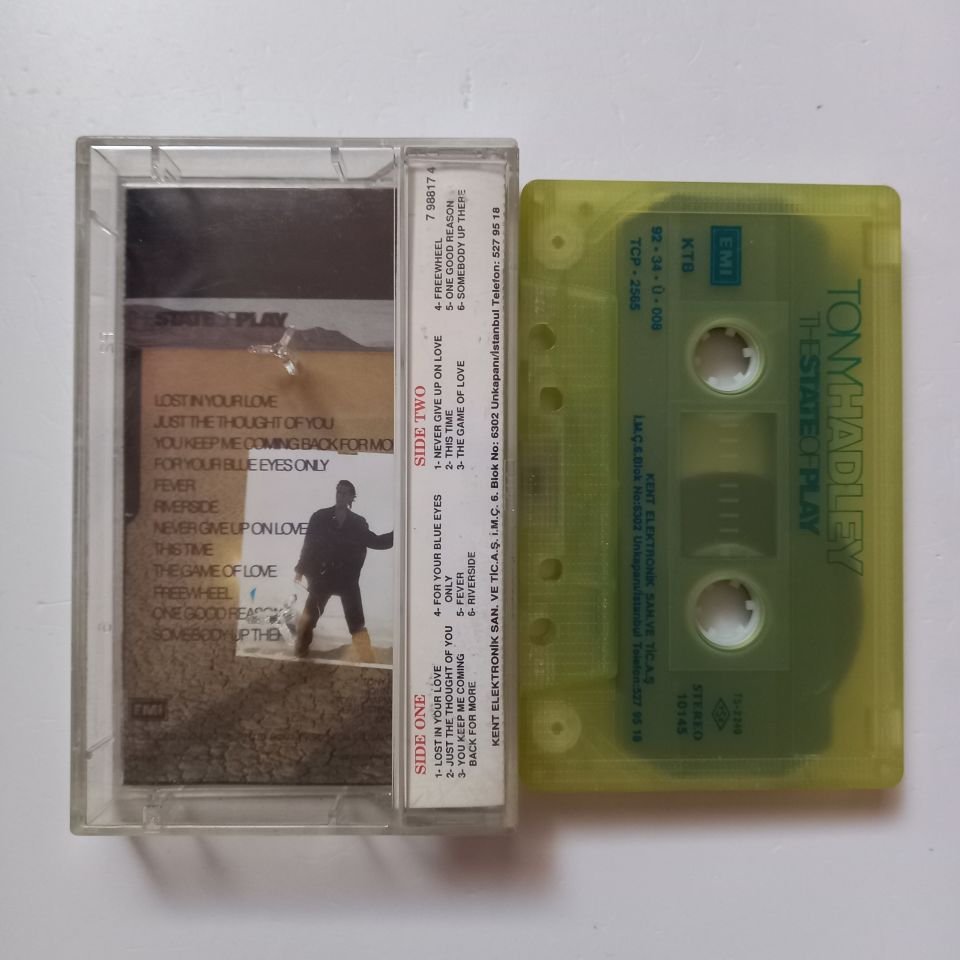 STATE OF PLAY
LOST IN YOUR LOVE
JUST THE THOUGHT OF YOU
YOU KEEP ME COMING BACK FOR MO
FOR YOUR BLUE EYES ONLY
FEVER
RIVERSIDE
NEVER GIVE UP ON LOVE
THIS TIME
THE GAME OF LOVE
FREEWHEEL
ONE GOOD REASON
SOMEBODY UP THE
EMI
SIDE ONE
1- LOST IN YOUR LOVE
2- JUST THE THOUGHT OF YOU
3- YOU KEEP ME COMING
BACK FOR MORE
4- FOR YOUR BLUE EYES
ONLY
5- FEVER
6- RIVERSIDE
SIDE TWO
1- NEVER GIVE UP ON LOVE
2- THIS TIME
3- THE GAME OF LOVE
7 98817 4
4- FREEWHEEL
5- ONE GOOD REASON
6- SOMEBODY UP THERE
KENT ELEKTRONİK SAN. VE TİC.A.Ş. İ.M.Ç. 6. Blok No: 6302 Unkapanı/İstanbul Telefon: 527 95 18
TONY HADLEY
THE STATE OF PLAY
EMI
KTB
92 • 34 • Ü • 008
TCP • 2565
KENT ELEKTRONİK SAN.VE TİC.A.Ş
İ.M.Ç.6.Blok No:6302 Unkapanı/İstanbul Telefon:527 95 18
STEREO
10145